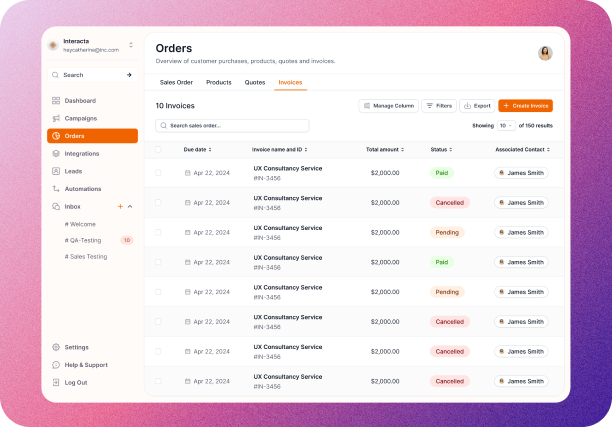 Interacta
heycatherine@inc.com
Search
Dashboard
Campaigns
Orders
Integrations
Leads
Automations
Inbox
# Welcome
# QA-Testing 10
# Sales Testing
Settings
Help & Support
Log Out
Orders
Overview of customer purchases, products, quotes and invoices.
Sales Order Products Quotes Invoices
10 Invoices Manage Column Filters Export + Create Invoice
Search sales order... Showing 10 of 150 results
Due date Invoice name and ID Total amount Status Associated Contact
UX Consultancy Service
Apr 22, 2024 $2,000.00 Paid James Smith
#IN-3456
UX Consultancy Service
Apr 22, 2024 $2,000.00 Cancelled James Smith
#IN-3456
UX Consultancy Service
Apr 22, 2024 $2,000.00 Pending James Smith
#IN-3456
UX Consultancy Service
Apr 22, 2024 $2,000.00 Paid James Smith
#IN-3456
UX Consultancy Service
Apr 22, 2024 $2,000.00 Pending James Smith
#IN-3456
UX Consultancy Service
Apr 22, 2024 $2,000.00 Cancelled James Smith
#IN-3456
UX Consultancy Service
Apr 22, 2024 $2,000.00 Cancelled James Smith
#IN-3456
UX Consultancy Service
Apr 22, 2024 $2,000.00 Cancelled James Smith
#IN-3456